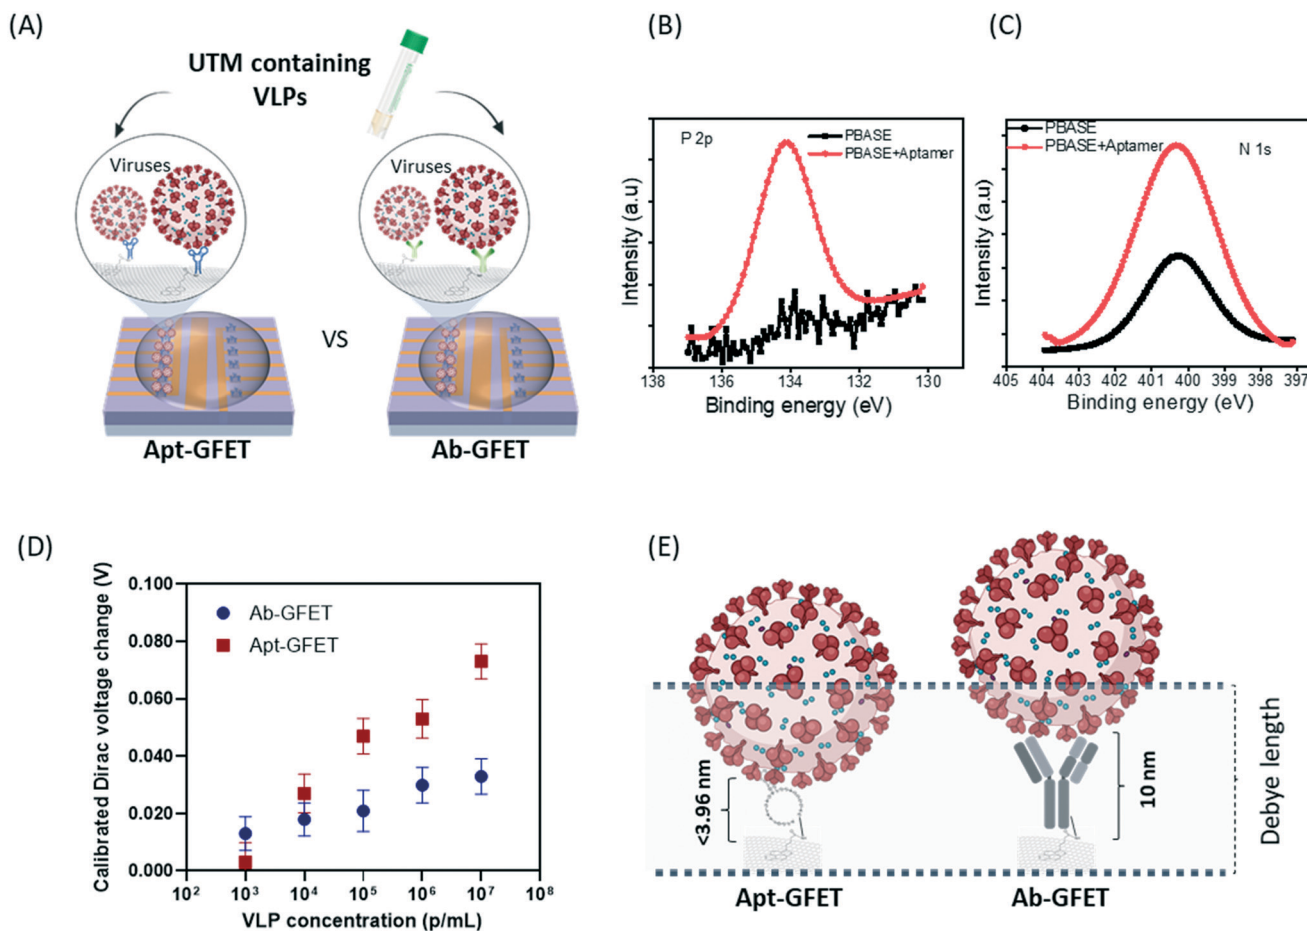 (A)
UTM containing
VLPs
Viruses
Viruses
VS
Apt-GFET
Ab-GFET
(B)
P 2p
PBASE
PBASE+Aptamer
Intensity (a.u)
138 136 134 132 130
Binding energy (eV)
(C)
PBASE
PBASE+Aptamer
N 1s
Intensity (a.u)
405 404 403 402 401 400 399 398 397
Binding energy (eV)
(D)
Calibrated Dirac voltage change (V)
0.100
0.080
0.060
0.040
0.020
0.000
Ab-GFET
Apt-GFET
10² 10³ 10⁴ 10⁵ 10⁶ 10⁷ 10⁸
VLP concentration (p/mL)
(E)
<3.96 nm
10 nm
Debye length
Apt-GFET
Ab-GFET